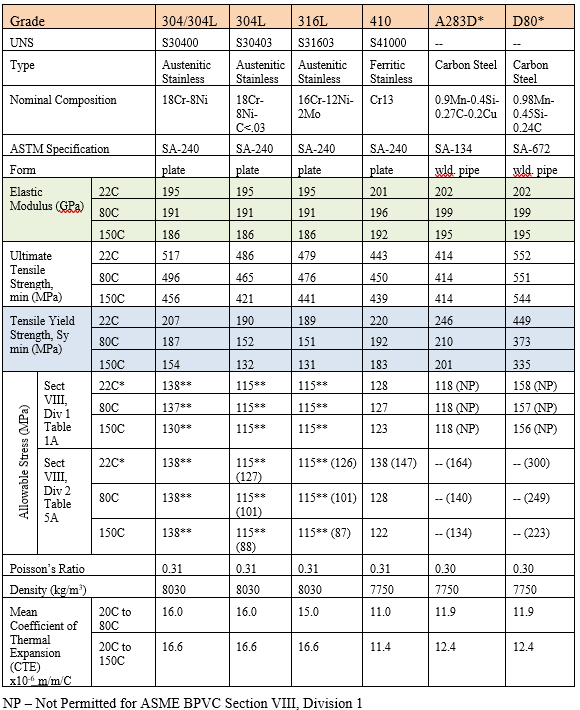 Grade 304/304L 304L 316L 410 A283D* D80*
UNS S30400 S30403 S31603 S41000 -- --
Type Austenitic Austenitic Austenitic Ferritic Carbon Steel Carbon
Stainless Stainless Stainless Stainless Steel
Nominal Composition 18Cr-8Ni 18Cr- 16Cr-12Ni- Cr13 0.9Mn-0.4Si- 0.98Mn-
8Ni- 2Mo 0.27C-0.2Cu 0.45Si-
C<.03 0.24C
ASTM Specification SA-240 SA-240 SA-240 SA-240 SA-134 SA-672
Form plate plate plate plate wld. pipe wld. pipe
Elastic 22C 195 195 195 201 202 202
Modulus (GPa) 80C 191 191 191 196 199 199
150C 186 186 186 192 195 195
Ultimate 22C 517 486 479 443 414 552
Tensile
Strength, 80C 496 465 476 450 414 551
min (MPa) 150C 456 421 441 439 414 544
Tensile Yield 22C 207 190 189 220 246 449
Strength, Sy 80C 187 152 151 192 210 373
min (MPa)
150C 154 132 131 183 201 335
Allowable Stress (MPa)
Sect 22C* 138** 115** 115** 128 118 (NP) 158 (NP)
VIII,
Div 1 80C 137** 115** 115** 127 118 (NP) 157 (NP)
Table 150C 130** 115** 115** 123 118 (NP) 156 (NP)
1A
Sect 22C* 138** 115** 115** (126) 138 (147) -- (164) -- (300)
VIII, (127)
Div 2 80C 138** 115** 115** (101) 128 -- (140) -- (249)
Table (101)
5A 150C 138** 115** 115** (87) 122 -- (134) -- (223)
(88)
Poisson’s Ratio 0.31 0.31 0.31 0.31 0.30 0.30
Density (kg/m³) 8030 8030 8030 7750 7750 7750
Mean 20C to 16.0 16.0 15.0 11.0 11.9 11.9
Coefficient of 80C
Thermal
Expansion 20C to 16.6 16.6 16.6 11.4 12.4 12.4
(CTE) 150C
x10⁻⁶ m/m/C
NP – Not Permitted for ASME BPVC Section VIII, Division 1